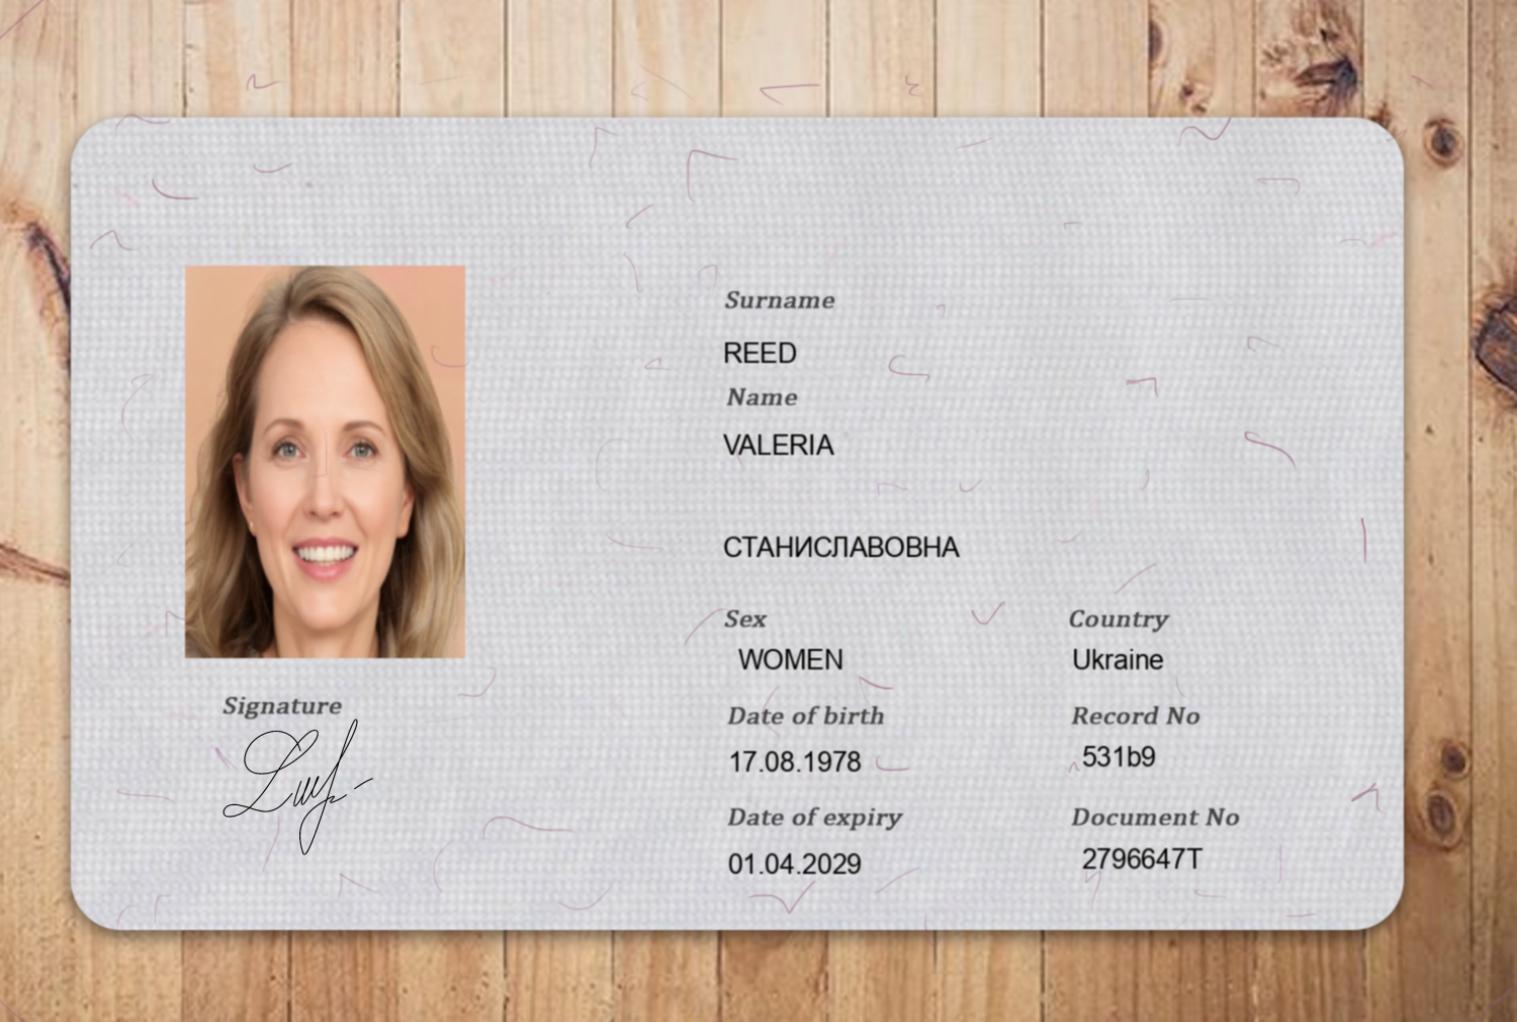 Surname
REED
Name
VALERIA
СТАНИСЛАВОВНА
Sex
Country
WOMEN
Ukraine
Date of birth
Record No
17.08.1978
531b9
Date of expiry
Document No
01.04.2029
2796647T
Signature